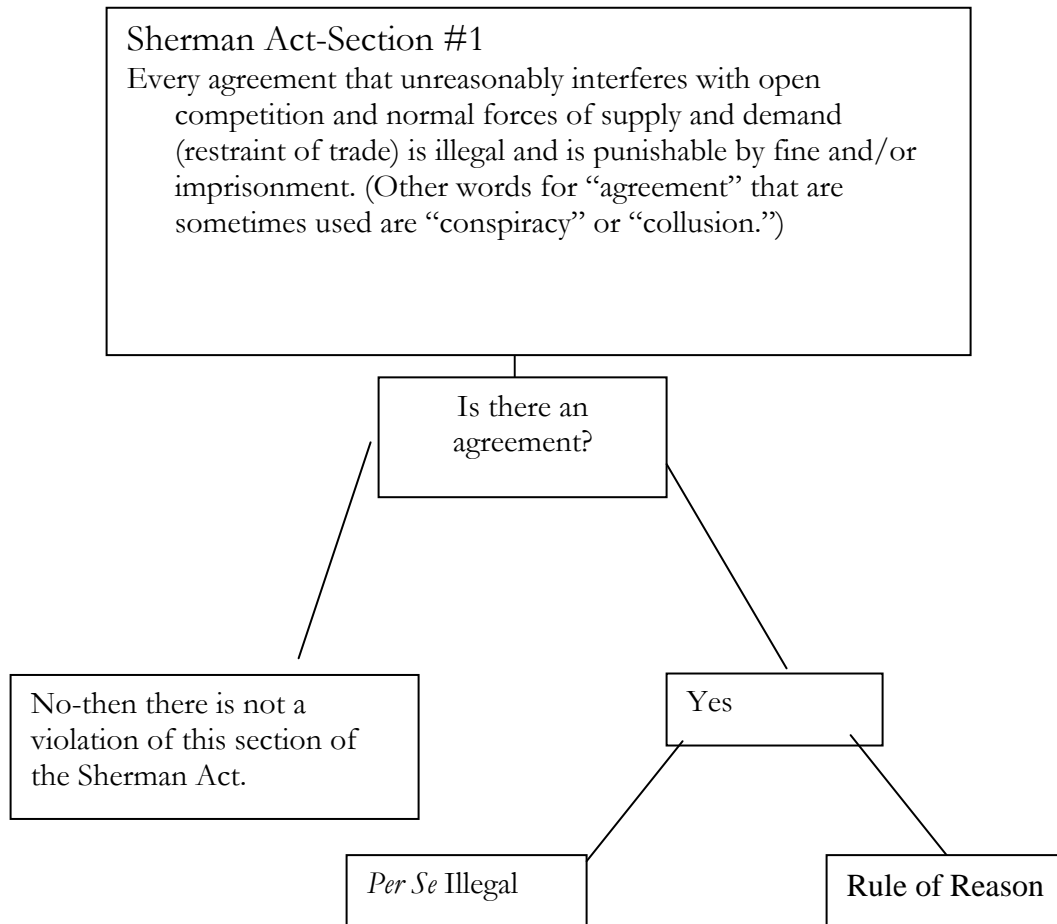 Sherman Act-Section #1
Every agreement that unreasonably interferes with open
competition and normal forces of supply and demand
(restraint of trade) is illegal and is punishable by fine and/or
imprisonment. (Other words for “agreement” that are
sometimes used are “conspiracy” or “collusion.”)
Is there an
agreement?
No-then there is not a
violation of this section of
the Sherman Act.
Yes
Per Se Illegal
Rule of Reason